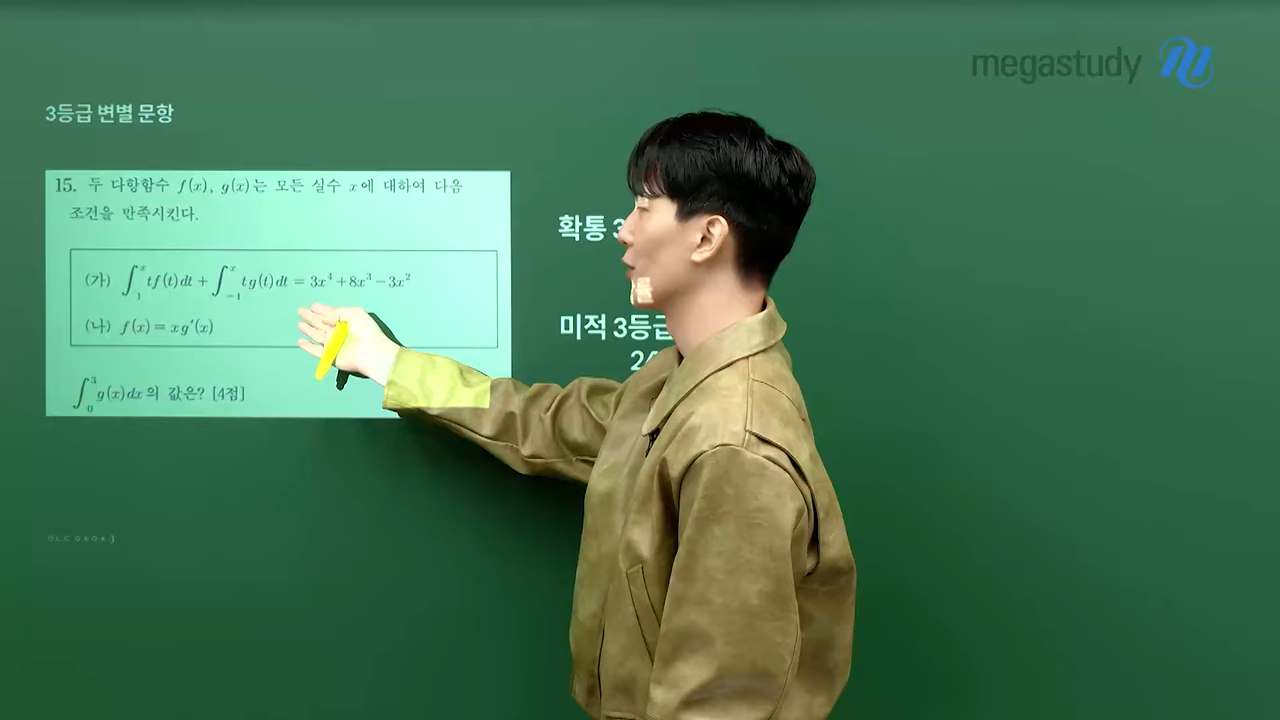 megastudy
3등급 변별 문항
15. 두 다항함수 f(x), g(x)는 모든 실수 x에 대하여 다음
조건을 만족시킨다.
(가) ∫₁ˣ tf(t)dt + ∫₋₁ˣ tg(t)dt = 3x⁴+8x³−3x²
(나) f(x)=xg′(x)
∫₀³ g(x)dx의 값은? [4점]
확통 3
미적 3등급
24